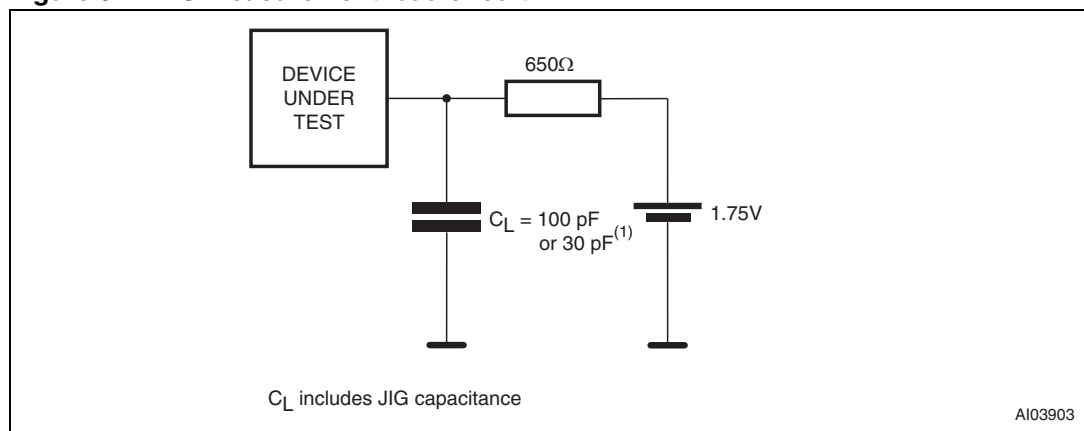 DEVICE
UNDER
TEST
650Ω
CL = 100 pF
or 30 pF(1)
1.75V
CL includes JIG capacitance
AI03903